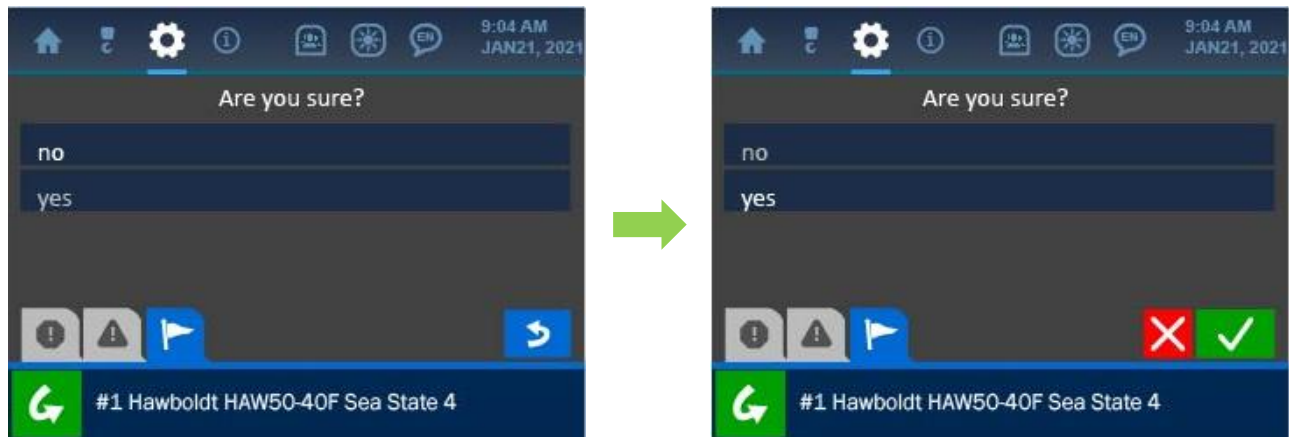 EN
9:04 AM
JAN21, 2021
Are you sure?
no
yes
#1 Hawboldt HAW50-40F Sea State 4
EN
9:04 AM
JAN21, 2021
Are you sure?
no
yes
#1 Hawboldt HAW50-40F Sea State 4